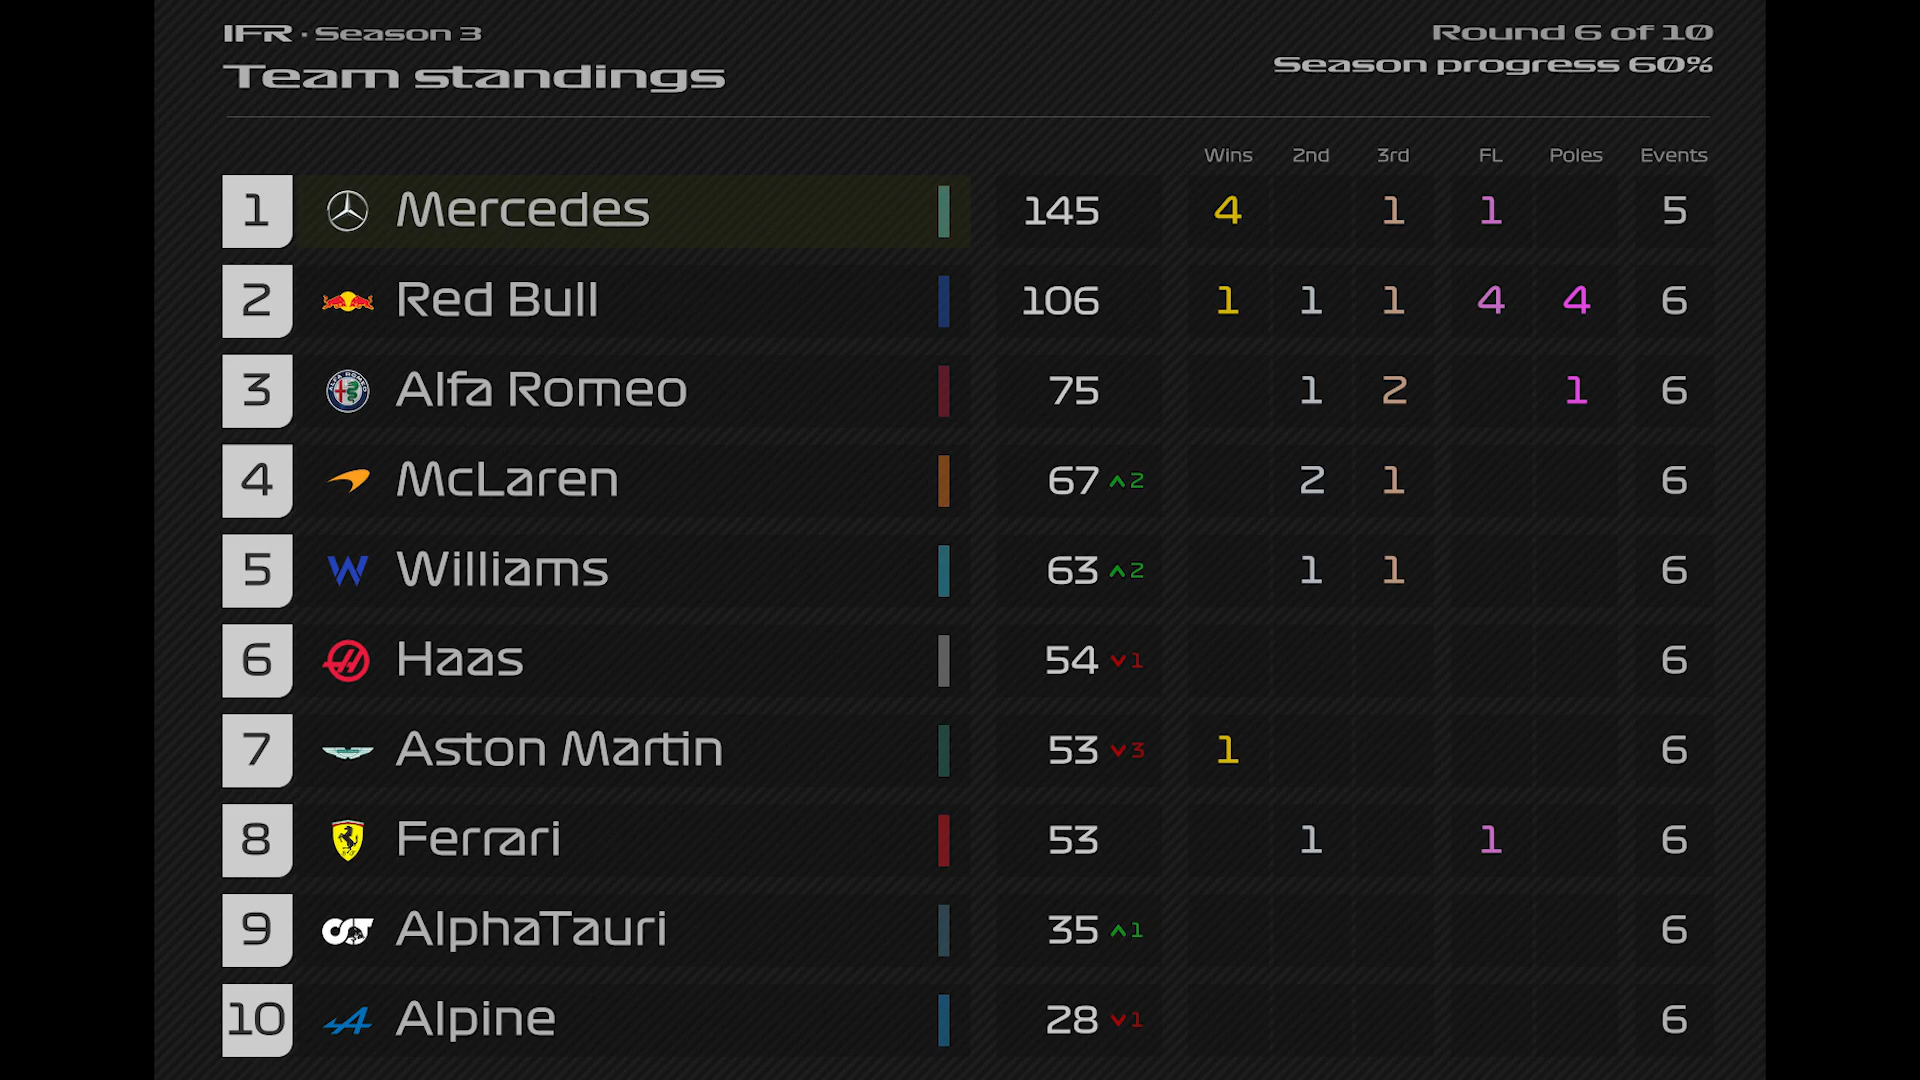 IFR · Season 3
Team standings
Round 6 of 10
Season progress 60%
Wins 2nd 3rd FL Poles Events
1 Mercedes 145 4 1 1 5
2 Red Bull 106 1 1 1 4 4 6
3 Alfa Romeo 75 1 2 1 6
4 McLaren 67 2 2 1 6
5 Williams 63 2 1 1 6
6 Haas 54 1 6
7 Aston Martin 53 3 1 6
8 Ferrari 53 1 1 6
9 AlphaTauri 35 1 6
10 Alpine 28 1 6